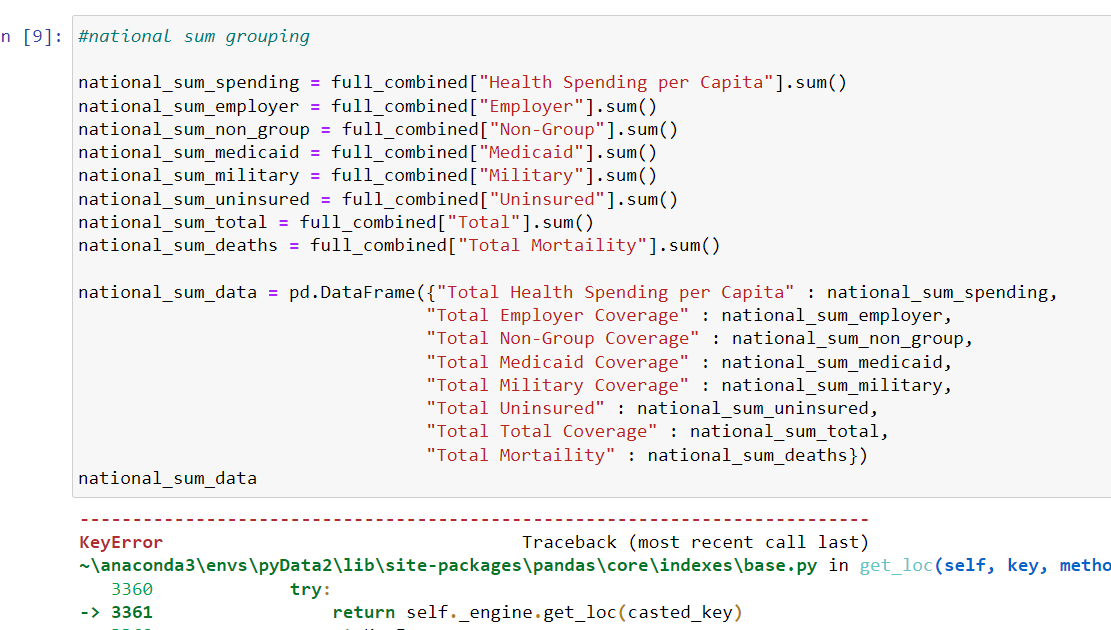 n [9]: #national sum grouping
national_sum_spending = full_combined["Health Spending per Capita"].sum()
national_sum_employer = full_combined["Employer"].sum()
national_sum_non_group = full_combined["Non-Group"].sum()
national_sum_medicaid = full_combined["Medicaid"].sum()
national_sum_military = full_combined["Military"].sum()
national_sum_uninsured = full_combined["Uninsured"].sum()
national_sum_total = full_combined["Total"].sum()
national_sum_deaths = full_combined["Total Mortaility"].sum()
national_sum_data = pd.DataFrame({"Total Health Spending per Capita" : national_sum_spending,
"Total Employer Coverage" : national_sum_employer,
"Total Non-Group Coverage" : national_sum_non_group,
"Total Medicaid Coverage" : national_sum_medicaid,
"Total Military Coverage" : national_sum_military,
"Total Uninsured" : national_sum_uninsured,
"Total Total Coverage" : national_sum_total,
"Total Mortaility" : national_sum_deaths})
national_sum_data
---------------------------------------------------------------------------
KeyError Traceback (most recent call last)
~\anaconda3\envs\pyData2\lib\site-packages\pandas\core\indexes\base.py in get_loc(self, key, metho
3360 try:
-> 3361 return self._engine.get_loc(casted_key)